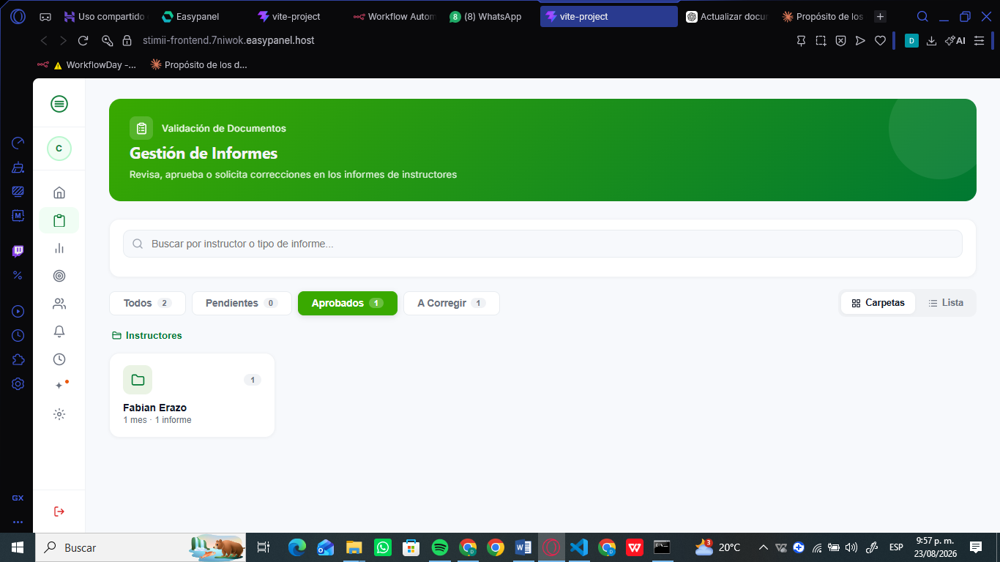 Uso compartido
Easypanel
vite-project
Workflow Autom
8
(8) WhatsApp
vite-project
Actualizar docu
Propósito de los
stimii-frontend.7niwok.easypanel.host
D
AI
WorkflowDay -...
Propósito de los d...
C
Validación de Documentos
Gestión de Informes
Revisa, aprueba o solicita correcciones en los informes de instructores
M
Buscar por instructor o tipo de informe...
Todos 2
Pendientes 0
Aprobados 1
A Corregir 1
Carpetas
Lista
Instructores
1
Fabian Erazo
1 mes · 1 informe
GX
Buscar
3
20°C
ESP
9:57 p. m.
23/08/2026